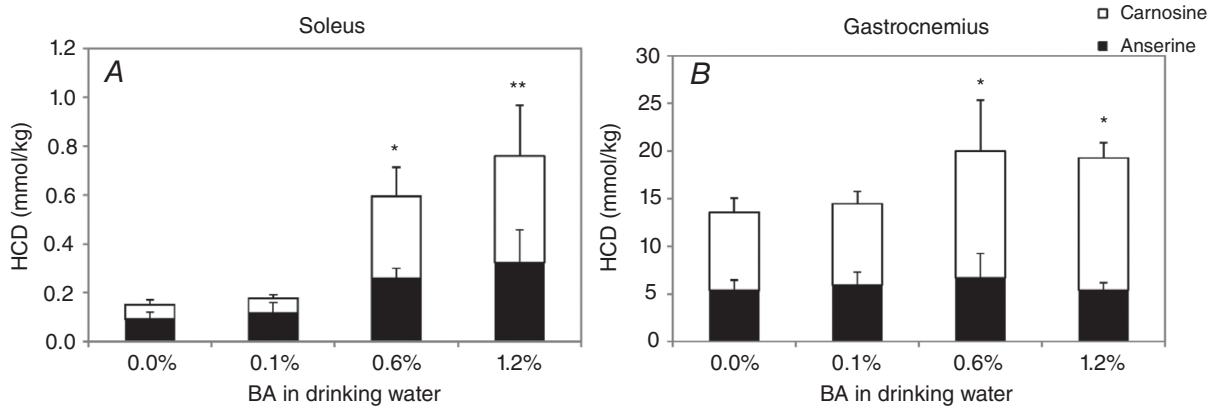 Soleus
A
HCD (mmol/kg)
1.2
1.0
0.8
0.6
0.4
0.2
0.0
*
**
0.0% 0.1% 0.6% 1.2%
BA in drinking water
Gastrocnemius
Carnosine
Anserine
B
HCD (mmol/kg)
30
25
20
15
10
5
0
*
*
0.0% 0.1% 0.6% 1.2%
BA in drinking water